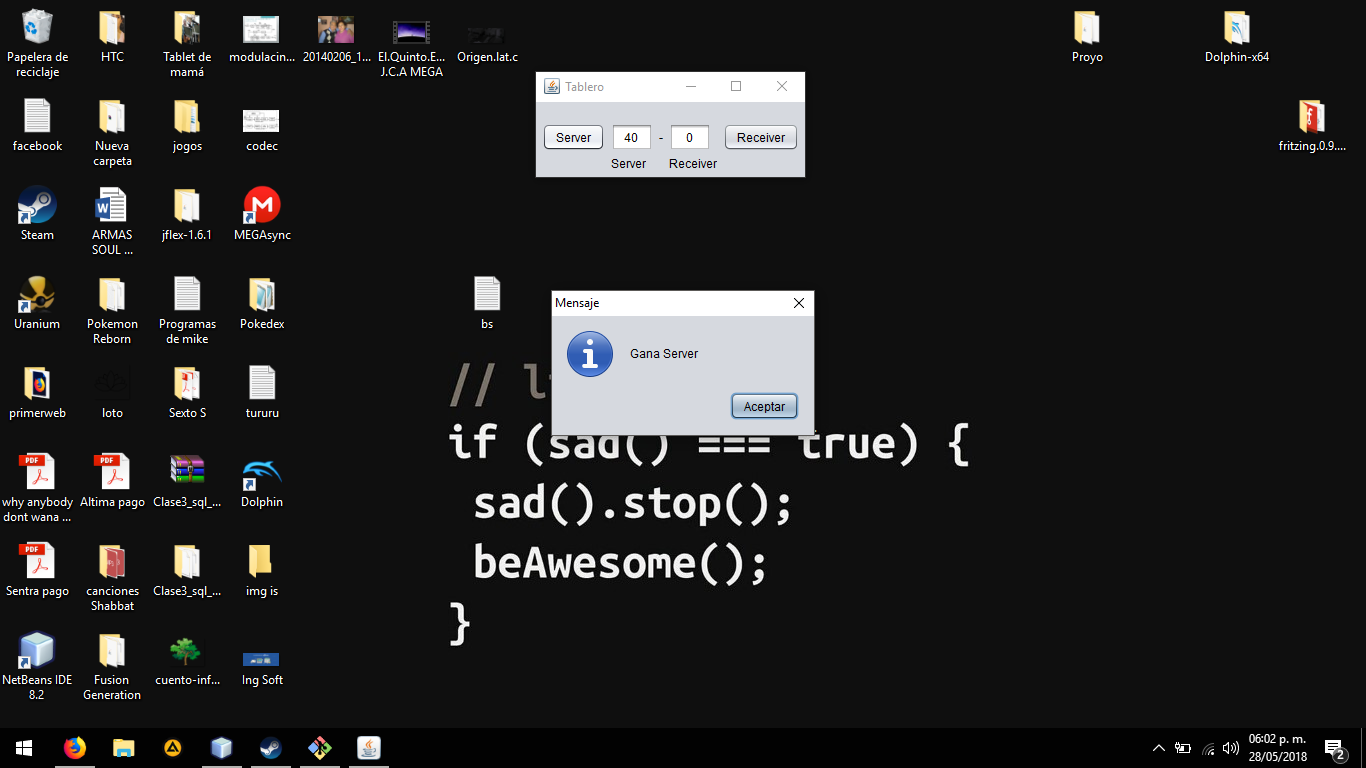 Papelera de
reciclaje
HTC
Tablet de
mamá
modulacin...
20140206_1...
El.Quinto.E...
J.C.A MEGA
Origen.lat.c
Proyo
Dolphin-x64
facebook
Nueva
carpeta
jogos
codec
fritzing.0.9....
Tablero
Server
40
-
0
Receiver
Server
Receiver
Steam
ARMAS
SOUL ...
jflex-1.6.1
MEGAsync
Uranium
Pokemon
Reborn
Programas
de mike
Pokedex
bs
Mensaje
Gana Server
Aceptar
primerweb
loto
Sexto S
tururu
// l
if (sad() === true) {
sad().stop();
beAwesome();
}
PDF
why anybody
dont wana ...
PDF
Altima pago
Clase3_sql_...
Dolphin
PDF
Sentra pago
canciones
Shabbat
Clase3_sql_...
img is
NetBeans IDE
8.2
Fusion
Generation
cuento-inf...
Ing Soft
06:02 p. m.
28/05/2018
2